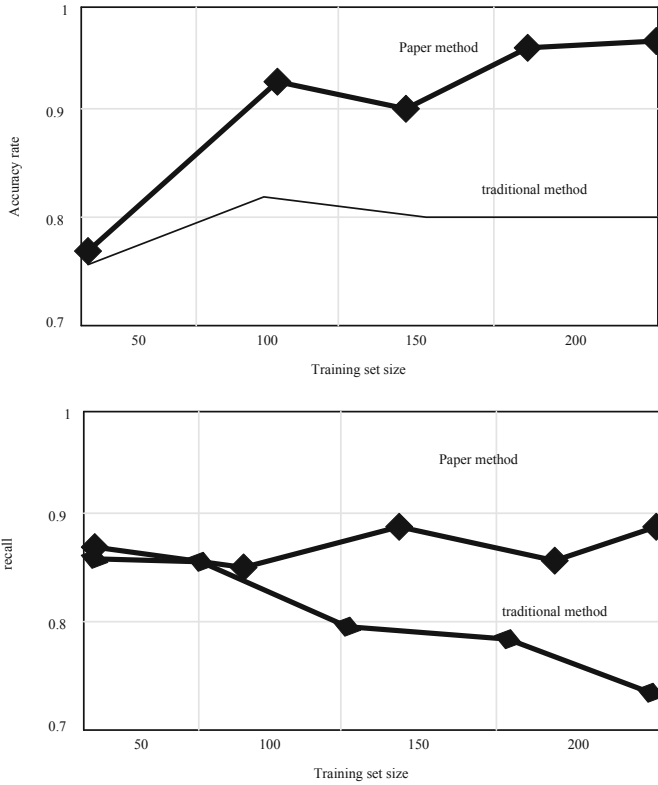 1
Paper method
0.9
Accuracy rate
traditional method
0.8
0.7
50 100 150 200
Training set size
1
Paper method
0.9
recall
traditional method
0.8
0.7
50 100 150 200
Training set size